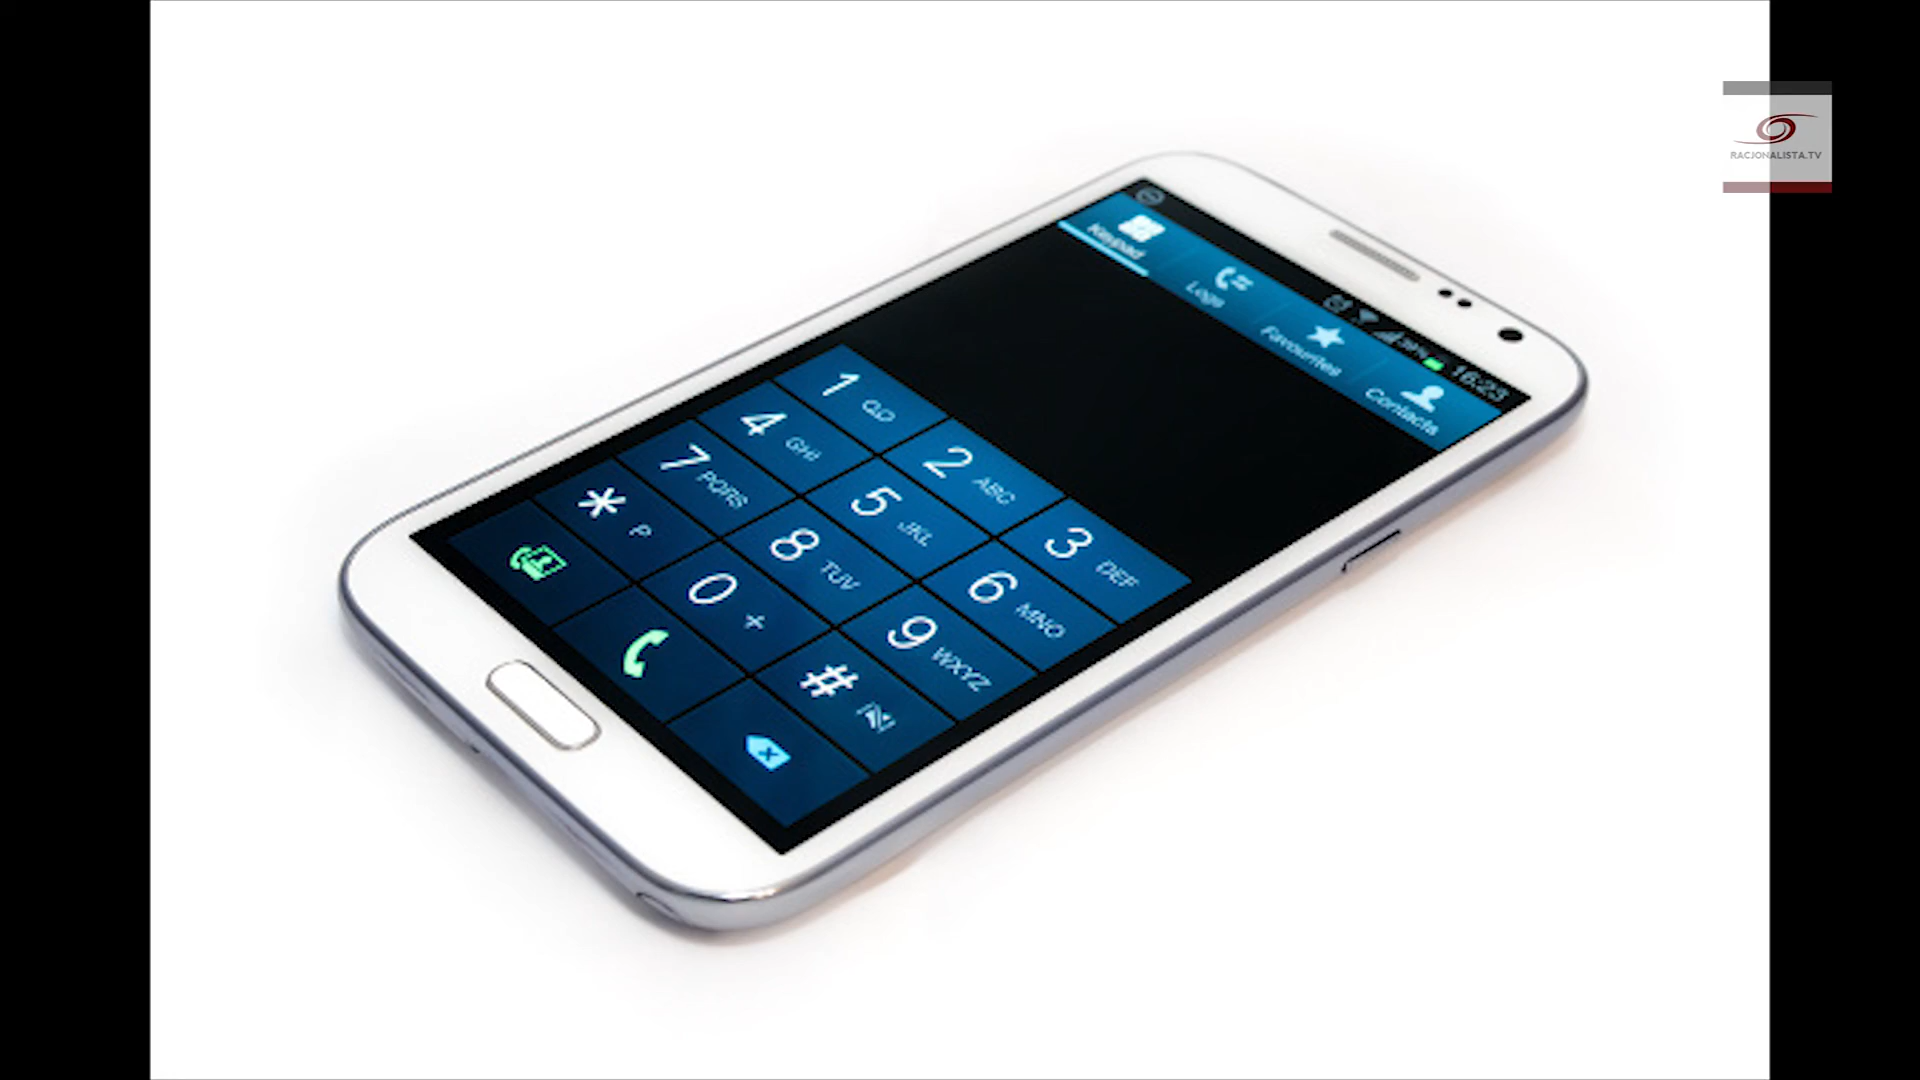 RACJONALISTA.TV
16:23
Keypad
Logs
Favourites
Contacts
1
2 ABC
3 DEF
4 GHI
5 JKL
6 MNO
7 PQRS
8 TUV
9 WXYZ
* P
0 +
#